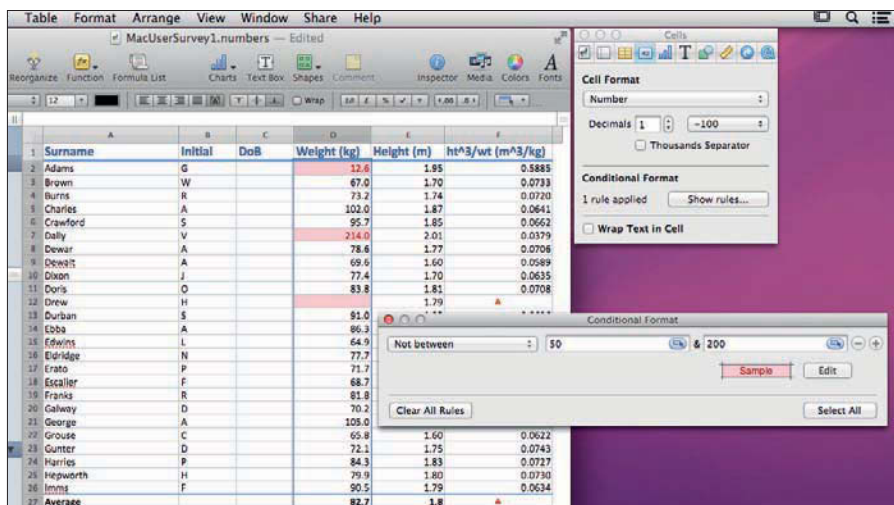 Table Format Arrange View Window Share Help
MacUserSurvey1.numbers — Edited
Reorganize Function Formula List Charts Text Box Shapes Comment Inspector Media Colors Fonts
12 Wrap
A B C D E F
1 Surname Initial DoB Weight (kg) Height (m) ht^3/wt (m^3/kg)
2 Adams G 12.6 1.95 0.5885
3 Brown W 67.0 1.70 0.0733
4 Burns R 73.2 1.74 0.0720
5 Charles A 102.0 1.87 0.0641
6 Crawford S 95.7 1.85 0.0662
7 Dally V 214.0 2.01 0.0379
8 Dewar A 78.6 1.77 0.0706
9 Dewalt A 69.6 1.60 0.0589
10 Dixon J 77.4 1.70 0.0635
11 Doris O 83.8 1.81 0.0708
12 Drew H 1.79
13 Durban S 91.0
14 Ebba A 86.3
15 Edwins L 64.9
16 Eldridge N 77.7
17 Erato P 71.7
18 Escalier F 68.7
19 Franks R 81.8
20 Galway D 70.2
21 George A 105.0
22 Grouse C 65.8 1.60 0.0622
23 Gunter D 72.1 1.75 0.0743
24 Harries P 84.3 1.83 0.0727
25 Hepworth H 79.9 1.80 0.0730
26 Imms F 90.5 1.79 0.0634
27 Average 82.7 1.8
Cells
Cell Format
Number
Decimals 1 -100
Thousands Separator
Conditional Format
1 rule applied Show rules...
Wrap Text in Cell
Conditional Format
Not between 50 & 200
Sample Edit
Clear All Rules Select All